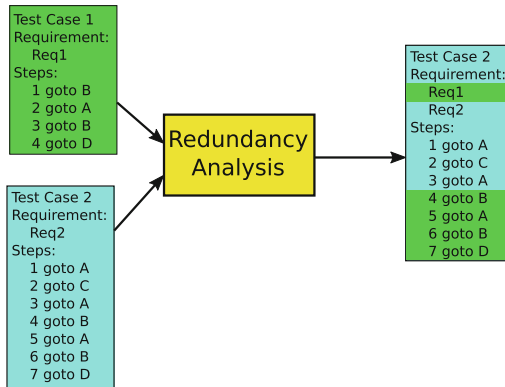 Test Case 1
Requirement:
Req1
Steps:
1 goto B
2 goto A
3 goto B
4 goto D
Test Case 2
Requirement:
Req2
Steps:
1 goto A
2 goto C
3 goto A
4 goto B
5 goto A
6 goto B
7 goto D
Redundancy
Analysis
Test Case 2
Requirement:
Req1
Req2
Steps:
1 goto A
2 goto C
3 goto A
4 goto B
5 goto A
6 goto B
7 goto D